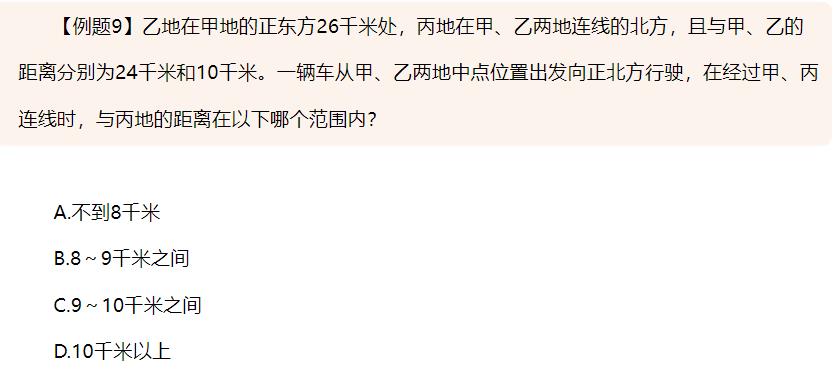 【例题9】乙地在甲地的正东方26千米处，丙地在甲、乙两地连线的北方，且与甲、乙的
距离分别为24千米和10千米。一辆车从甲、乙两地中点位置出发向正北方行驶，在经过甲、丙
连线时，与丙地的距离在以下哪个范围内？
A.不到8千米
B.8～9千米之间
C.9～10千米之间
D.10千米以上